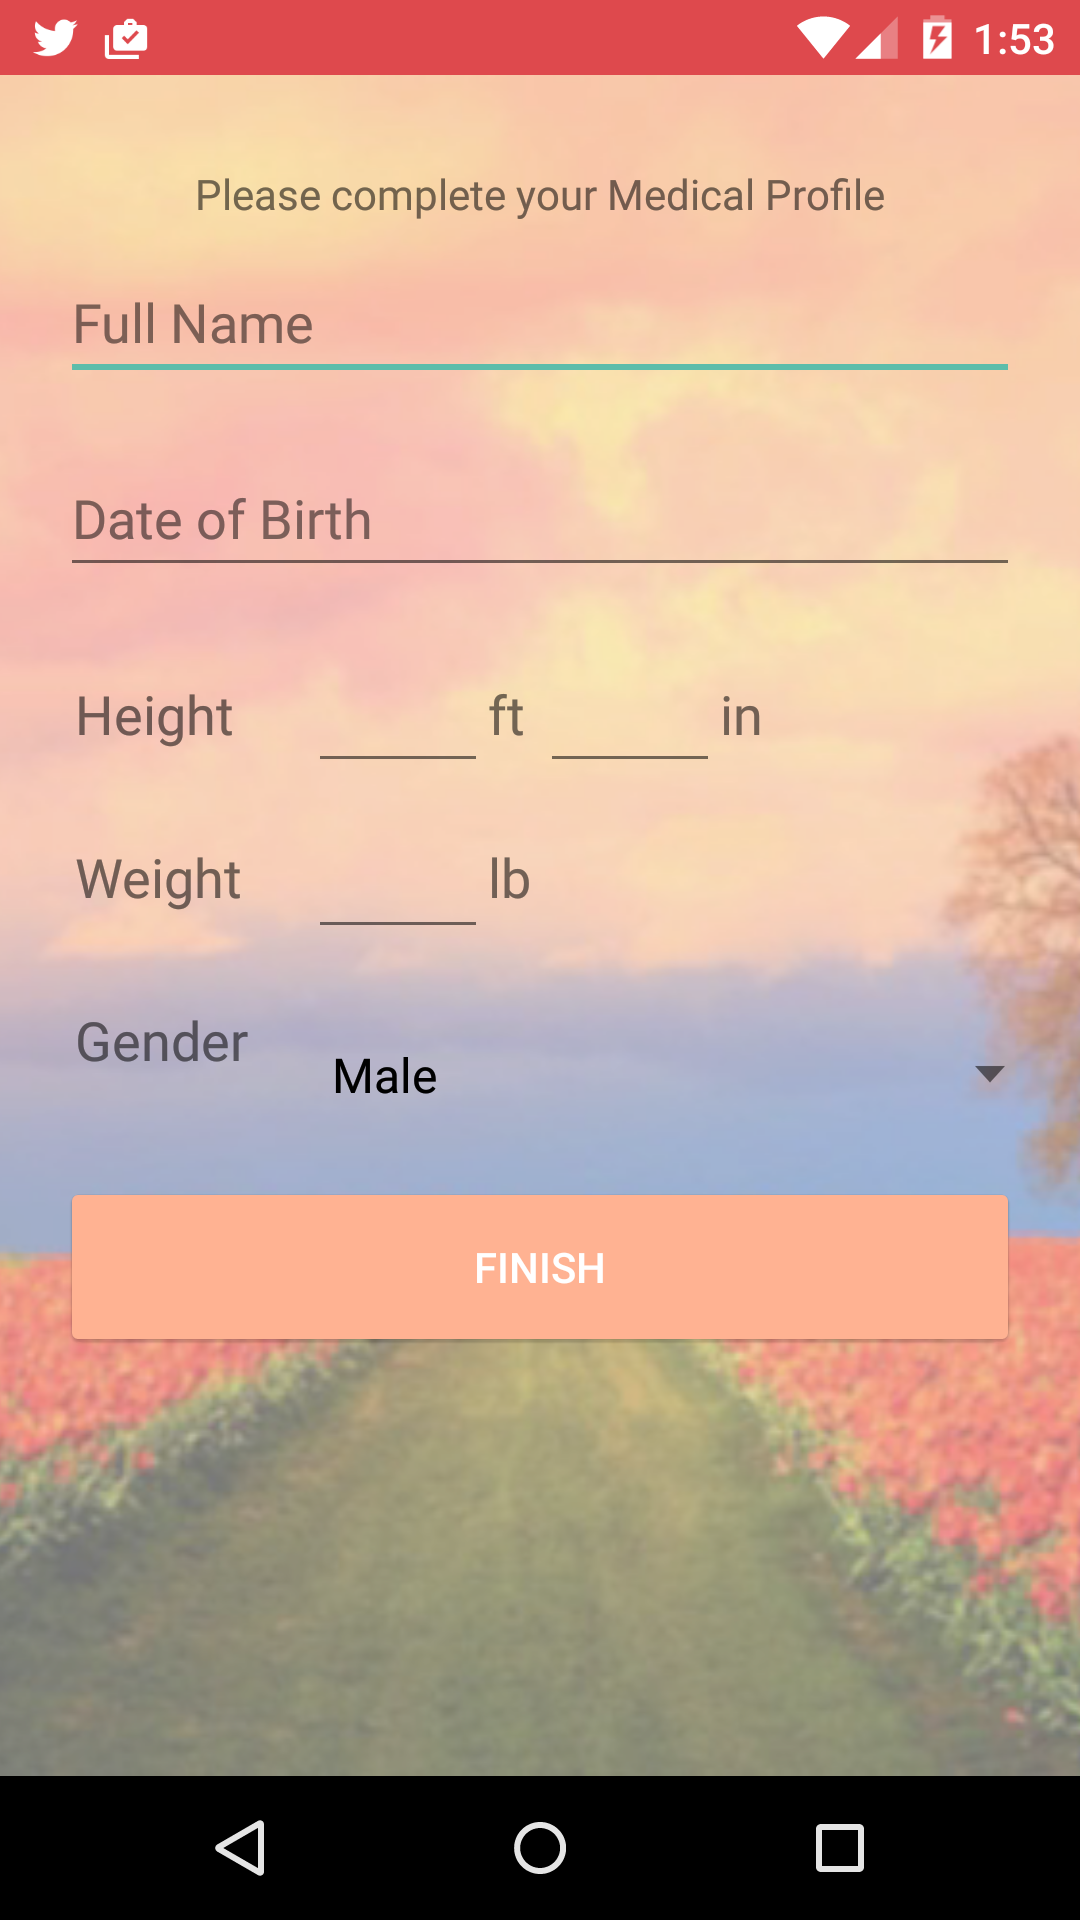 1:53
Please complete your Medical Profile
Full Name
Date of Birth
Height ft in
Weight lb
Gender Male
FINISH